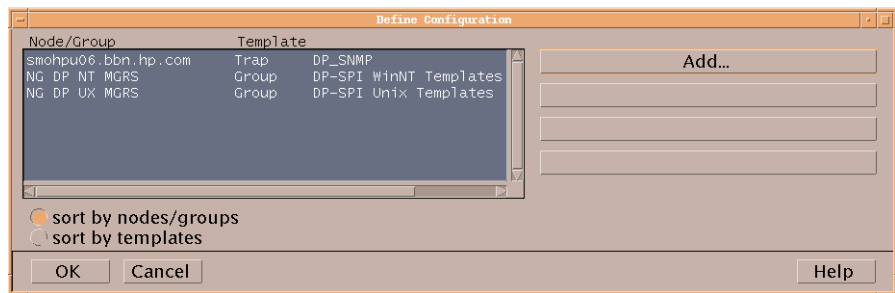 Define Configuration
Node/Group Template
smohpu06.bbn.hp.com Trap DP_SNMP
NG DP NT MGRS Group DP-SPI WinNT Templates
NG DP UX MGRS Group DP-SPI Unix Templates
Add...
sort by nodes/groups
sort by templates
OK Cancel Help